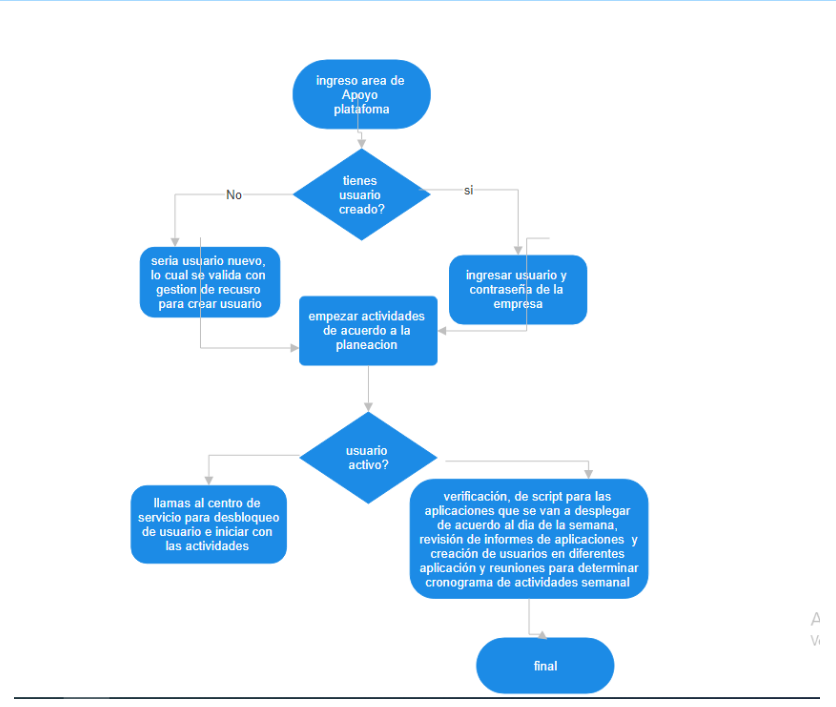 ingreso area de
Apoyo
platafoma
tienes
usuario
creado?
No
si
seria usuario nuevo,
lo cual se valida con
gestion de recusro
para crear usuario
ingresar usuario y
contraseña de la
empresa
empezar actividades
de acuerdo a la
planeacion
usuario
activo?
llamas al centro de
servicio para desbloqueo
de usuario e iniciar con
las actividades
verificación, de script para las
aplicaciones que se van a desplegar
de acuerdo al dia de la semana,
revisión de informes de aplicaciones y
creación de usuarios en diferentes
aplicación y reuniones para determinar
cronograma de actividades semanal
final